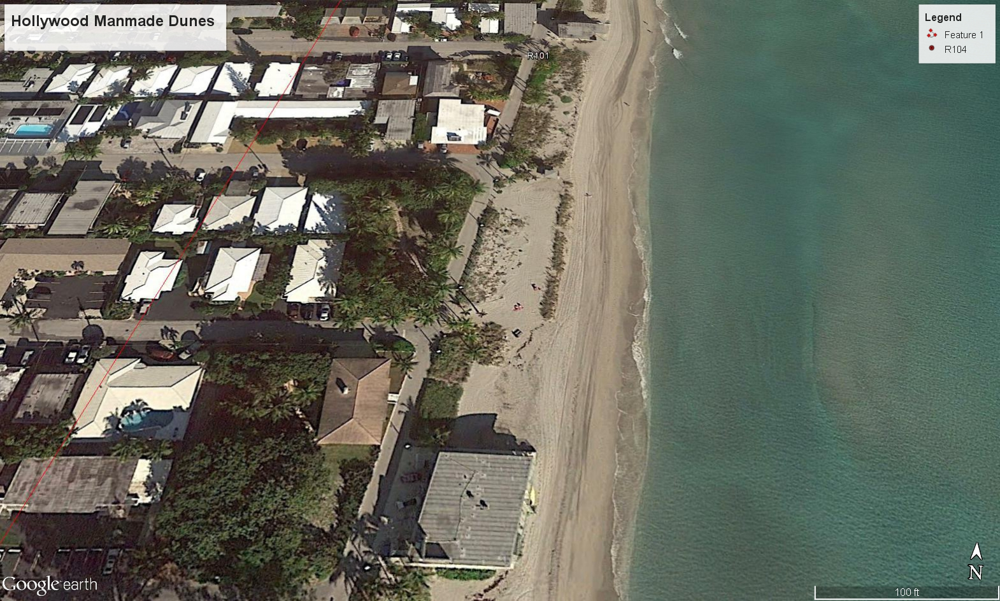 Hollywood Manmade Dunes
Legend
Feature 1
R104
R101
N
Google earth
100 ft